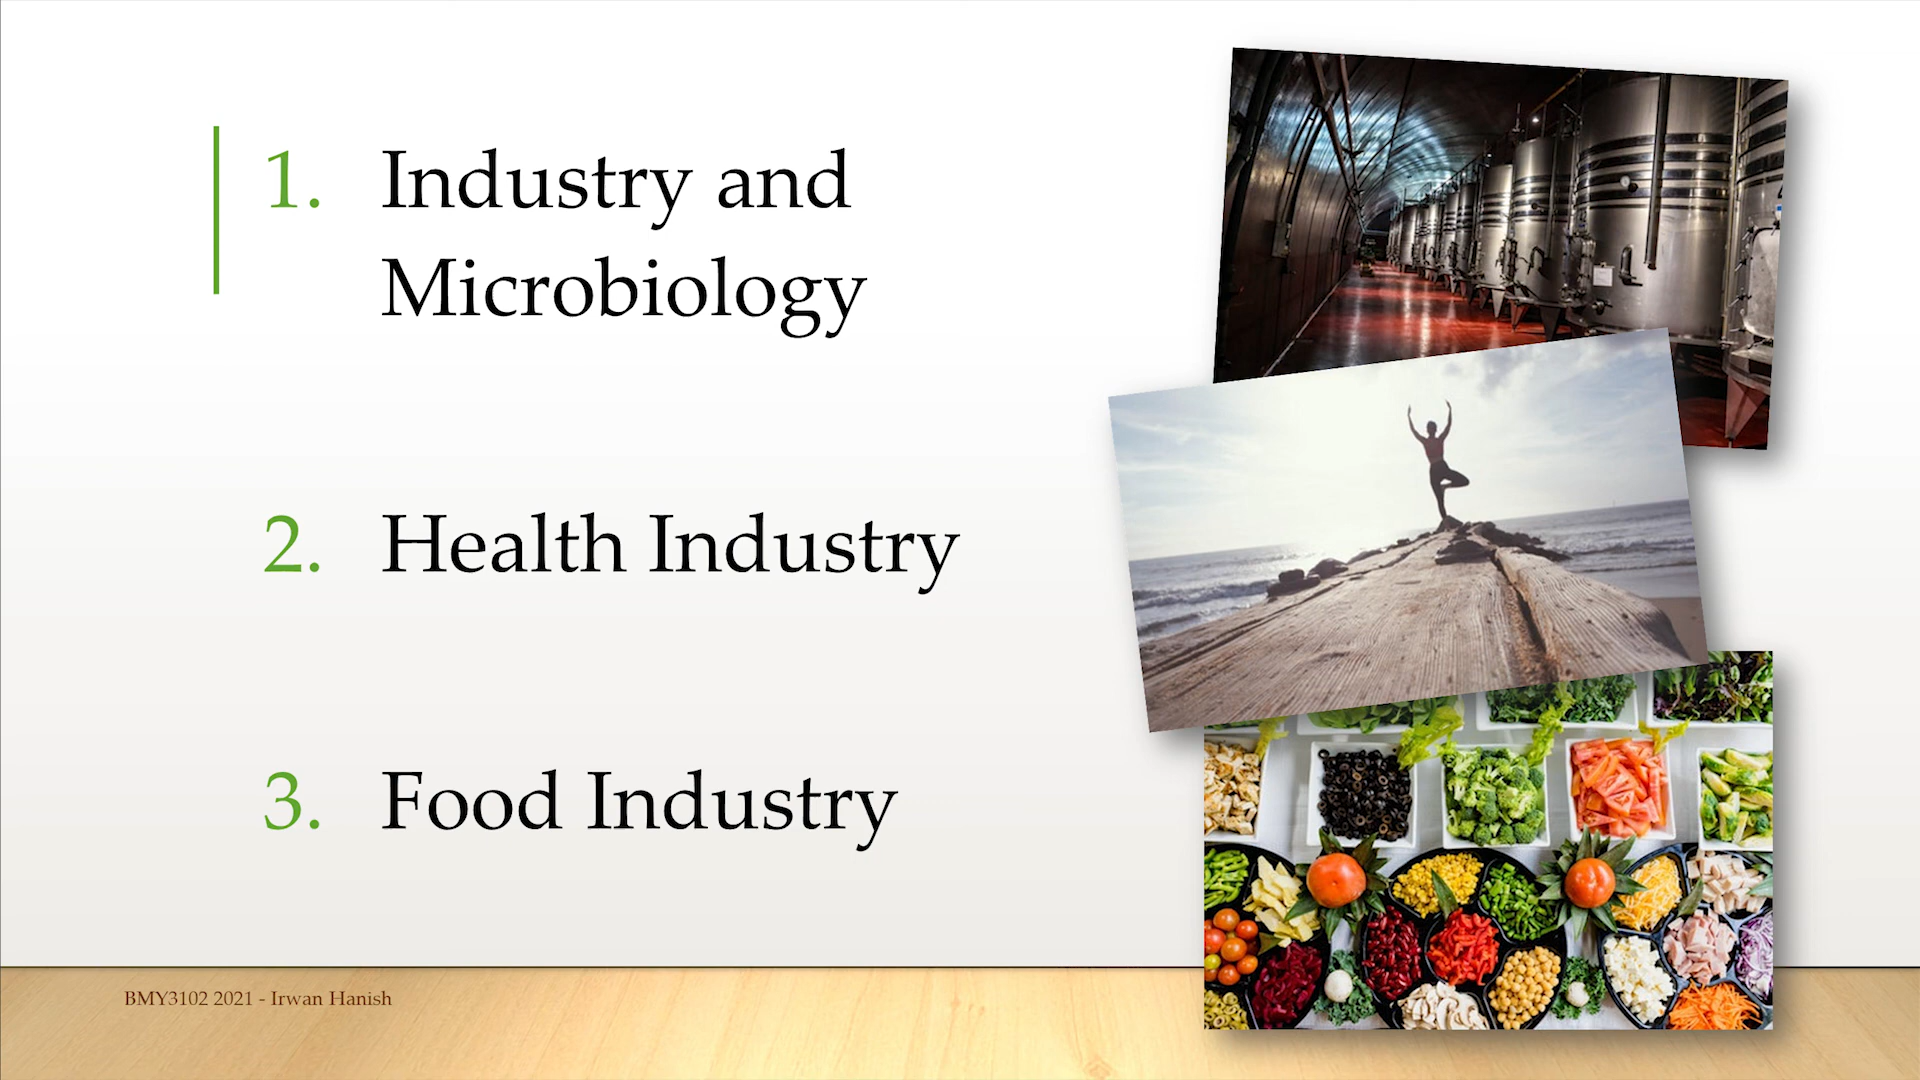 1. Industry and
Microbiology
2. Health Industry
3. Food Industry
BMY3102 2021 - Irwan Hanish